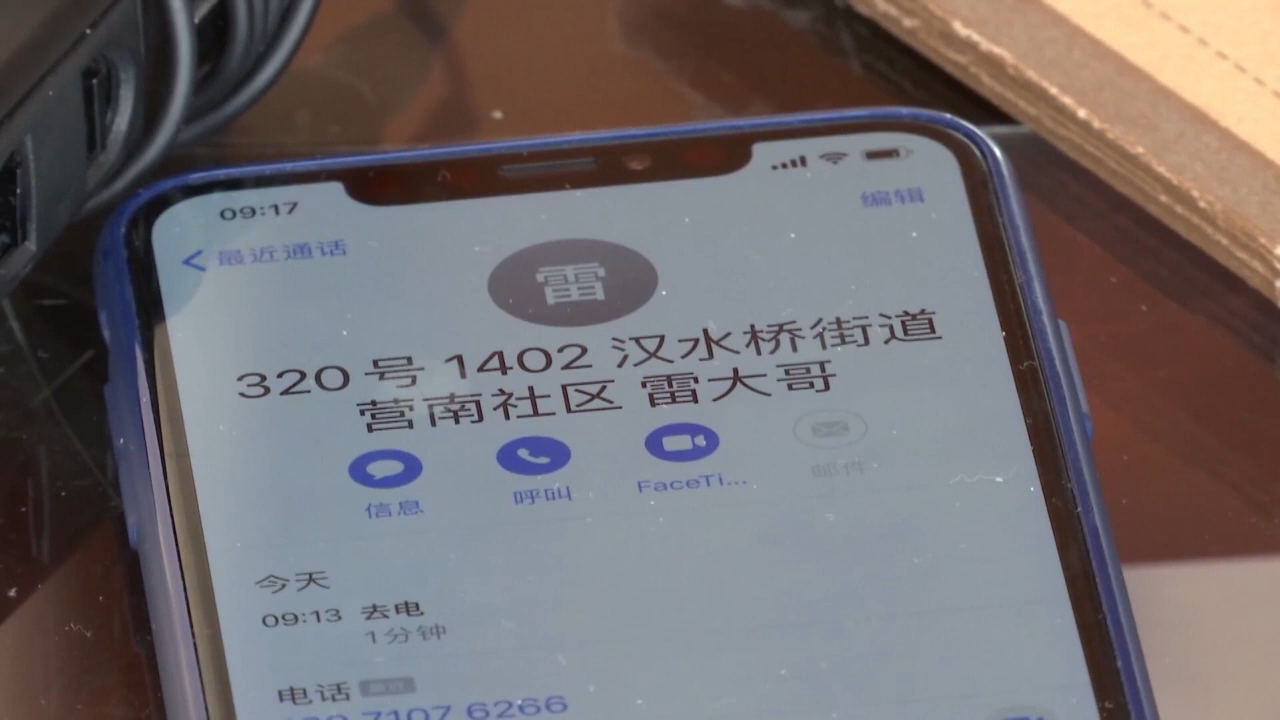 09:17
编辑
最近通话
雷
320 号 1402 汉水桥街道
营南社区 雷大哥
信息
呼叫
FaceTi...
邮件
今天
09:13 去电
1分钟
电话
7107 6266